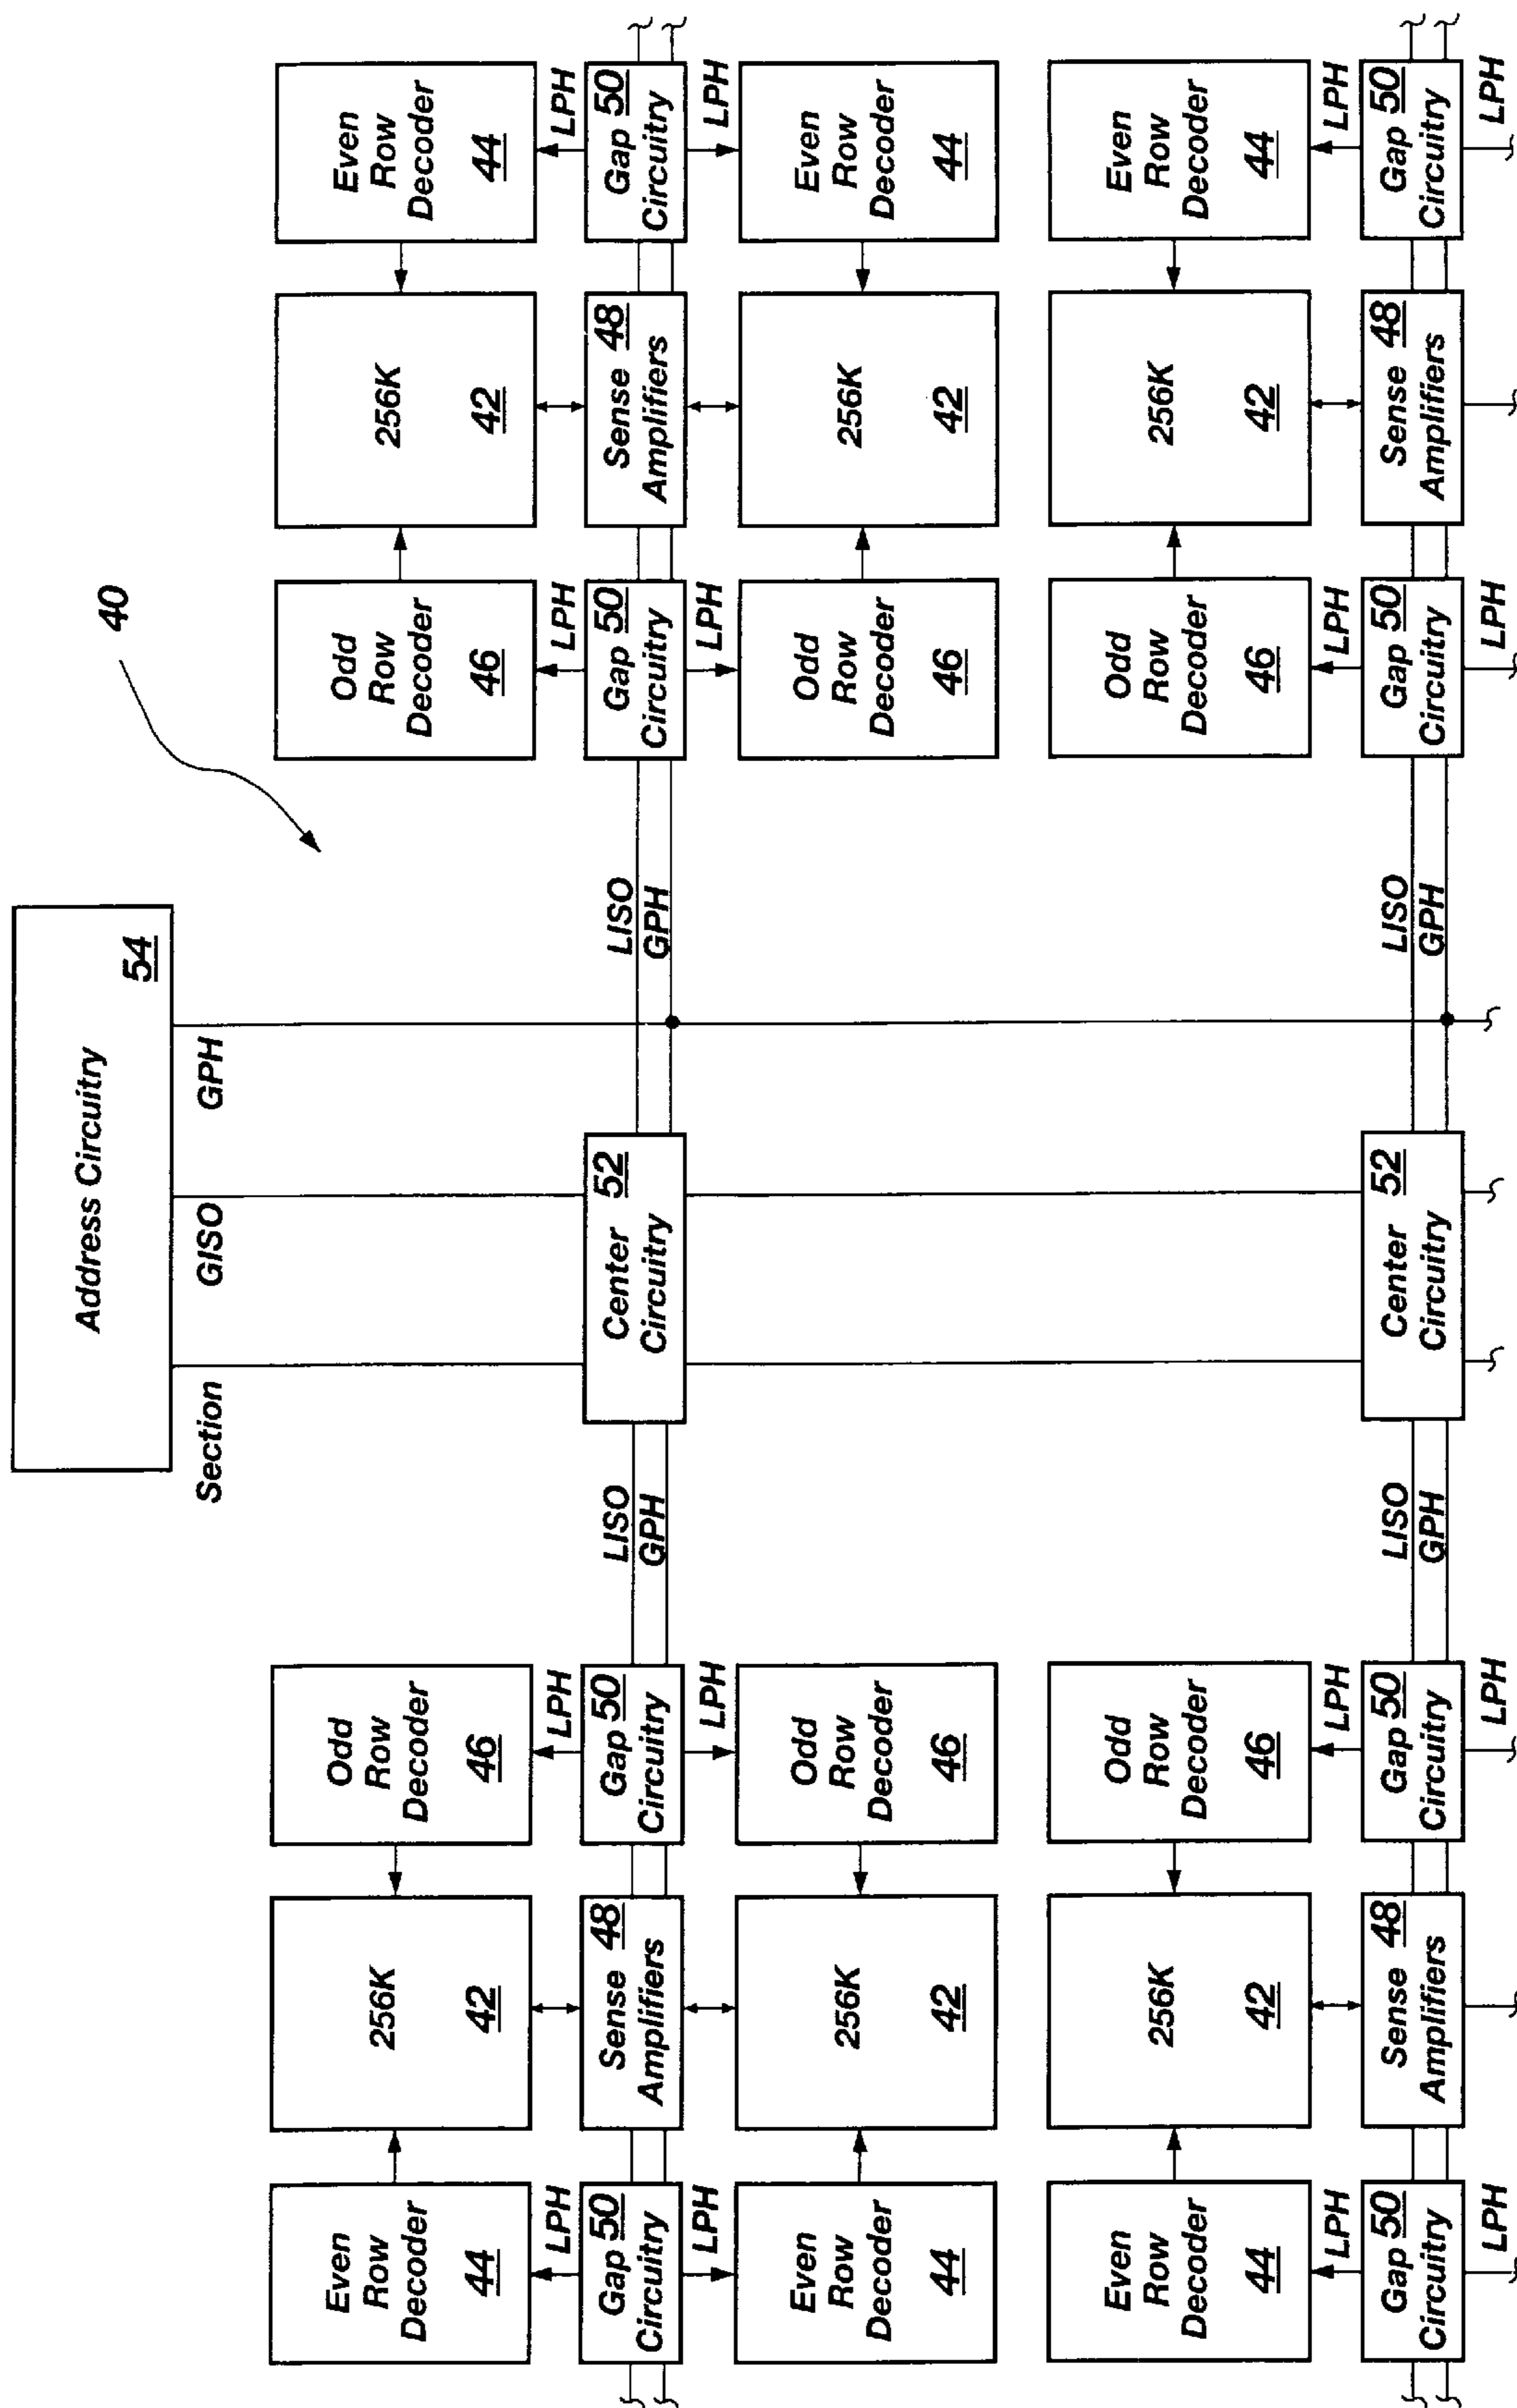 Address Circuitry
54
40
Section
GISO
GPH
Even
Row
Decoder
44
256K
42
Odd
Row
Decoder
46
Odd
Row
Decoder
46
256K
42
Even
Row
Decoder
44
LPH
LPH
LPH
LPH
Gap 50
Circuitry
Sense 48
Amplifiers
Gap 50
Circuitry
LISO
GPH
Center 52
Circuitry
LISO
GPH
Gap 50
Circuitry
Sense 48
Amplifiers
Gap 50
Circuitry
LPH
LPH
LPH
LPH
Even
Row
Decoder
44
256K
42
Odd
Row
Decoder
46
Odd
Row
Decoder
46
256K
42
Even
Row
Decoder
44
Even
Row
Decoder
44
256K
42
Odd
Row
Decoder
46
Odd
Row
Decoder
46
256K
42
Even
Row
Decoder
44
LPH
LPH
LPH
LPH
Gap 50
Circuitry
Sense 48
Amplifiers
Gap 50
Circuitry
LISO
GPH
Center 52
Circuitry
LISO
GPH
Gap 50
Circuitry
Sense 48
Amplifiers
Gap 50
Circuitry
LPH
LPH
LPH
LPH